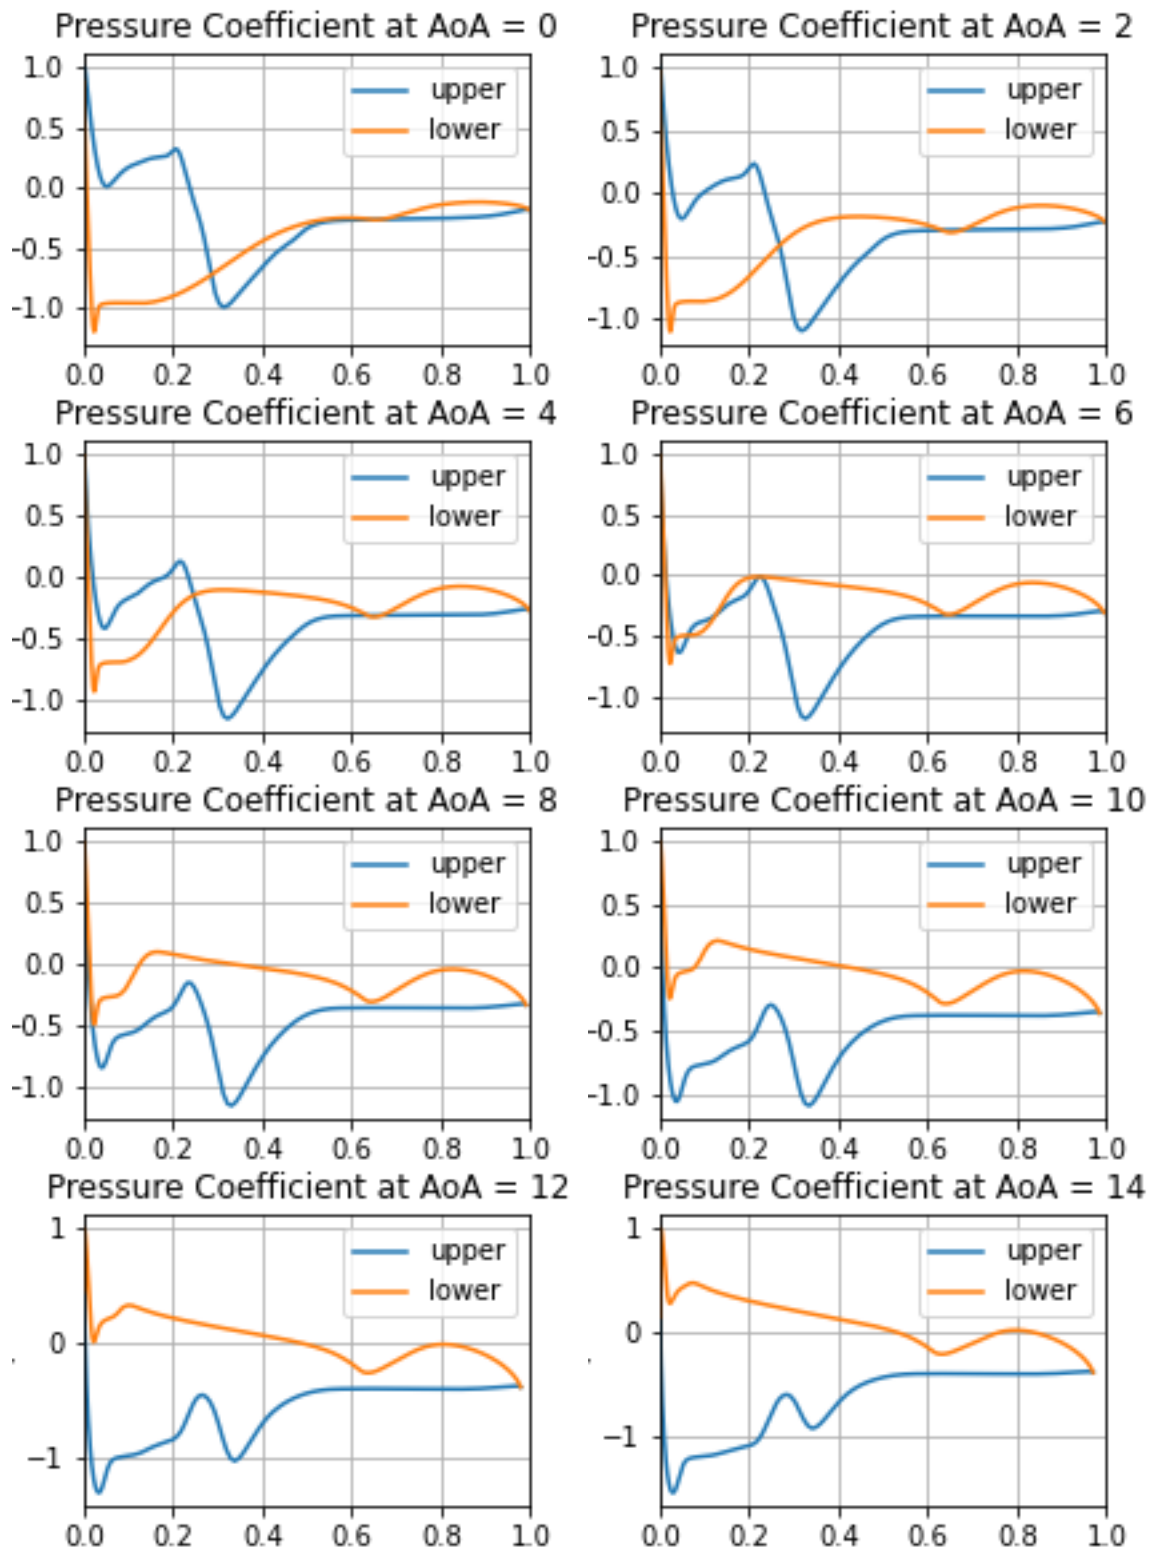 Pressure Coefficient at AoA = 0
1.0
0.5
0.0
−0.5
−1.0
0.0 0.2 0.4 0.6 0.8 1.0
upper
lower
Pressure Coefficient at AoA = 2
1.0
0.5
0.0
−0.5
−1.0
0.0 0.2 0.4 0.6 0.8 1.0
upper
lower
Pressure Coefficient at AoA = 4
1.0
0.5
0.0
−0.5
−1.0
0.0 0.2 0.4 0.6 0.8 1.0
upper
lower
Pressure Coefficient at AoA = 6
1.0
0.5
0.0
−0.5
−1.0
0.0 0.2 0.4 0.6 0.8 1.0
upper
lower
Pressure Coefficient at AoA = 8
1.0
0.5
0.0
−0.5
−1.0
0.0 0.2 0.4 0.6 0.8 1.0
upper
lower
Pressure Coefficient at AoA = 10
1.0
0.5
0.0
−0.5
−1.0
0.0 0.2 0.4 0.6 0.8 1.0
upper
lower
Pressure Coefficient at AoA = 12
1
0
−1
0.0 0.2 0.4 0.6 0.8 1.0
upper
lower
Pressure Coefficient at AoA = 14
1
0
−1
0.0 0.2 0.4 0.6 0.8 1.0
upper
lower